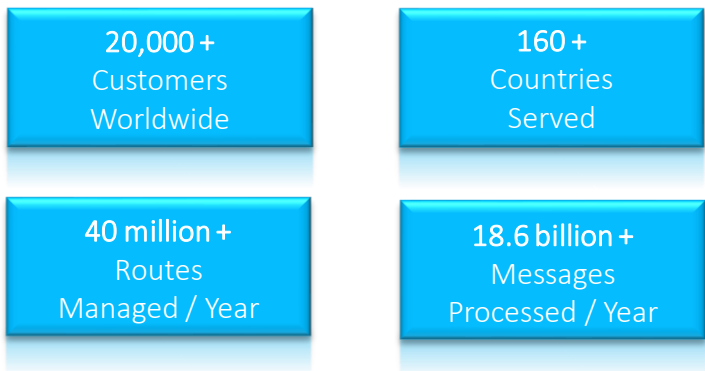 20,000 +
Customers
Worldwide
160 +
Countries
Served
40 million +
Routes
Managed / Year
18.6 billion +
Messages
Processed / Year